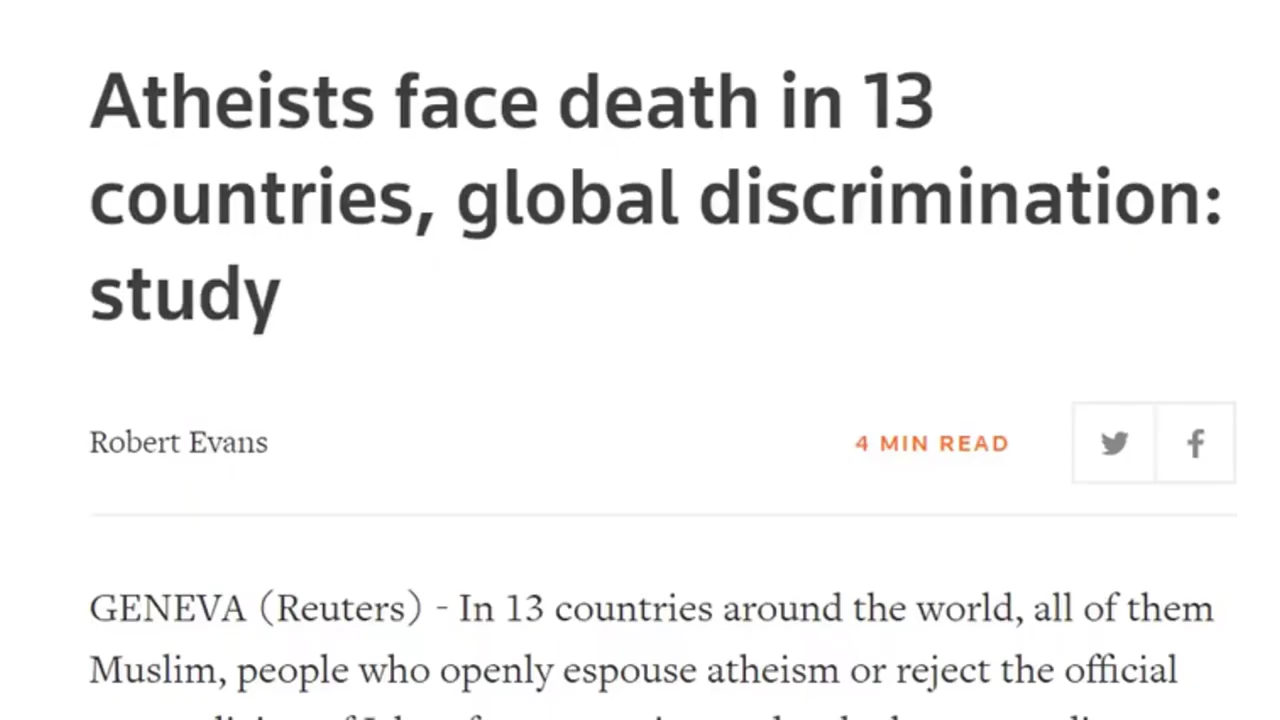 Atheists face death in 13
countries, global discrimination:
study
Robert Evans
4 MIN READ
GENEVA (Reuters) - In 13 countries around the world, all of them
Muslim, people who openly espouse atheism or reject the official